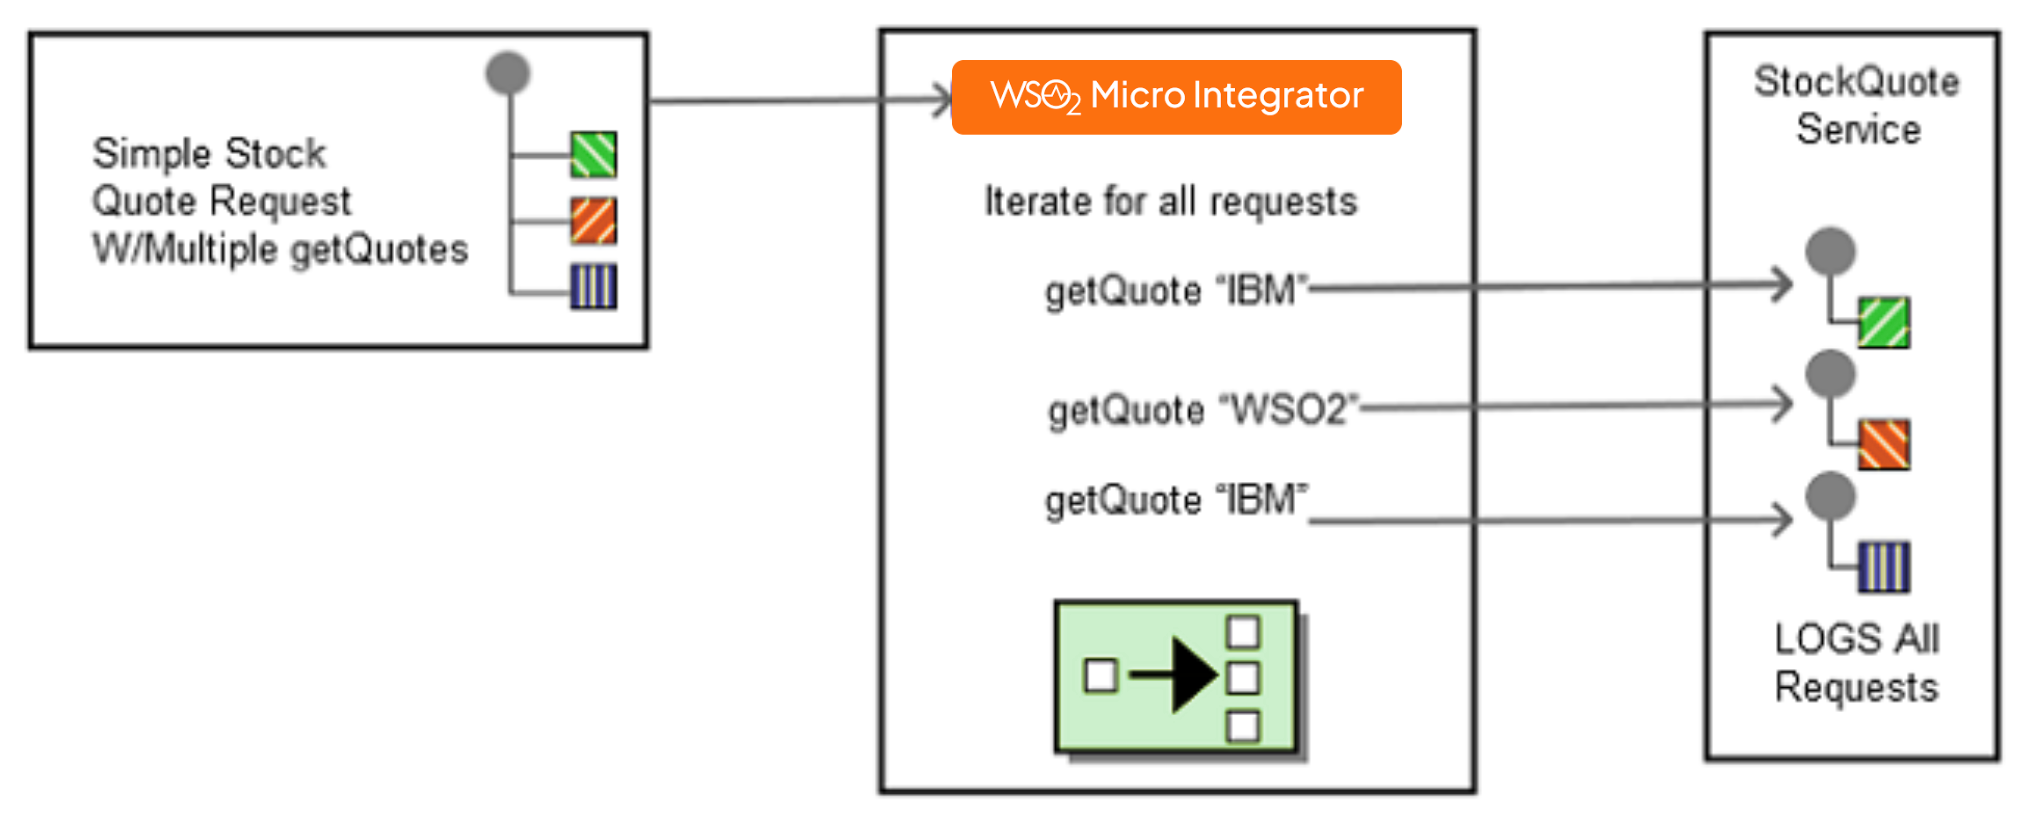 Simple Stock
Quote Request
W/Multiple getQuotes
WSO2 Micro Integrator
Iterate for all requests
getQuote “IBM”
getQuote “WSO2”
getQuote “IBM”
StockQuote
Service
LOGS All
Requests